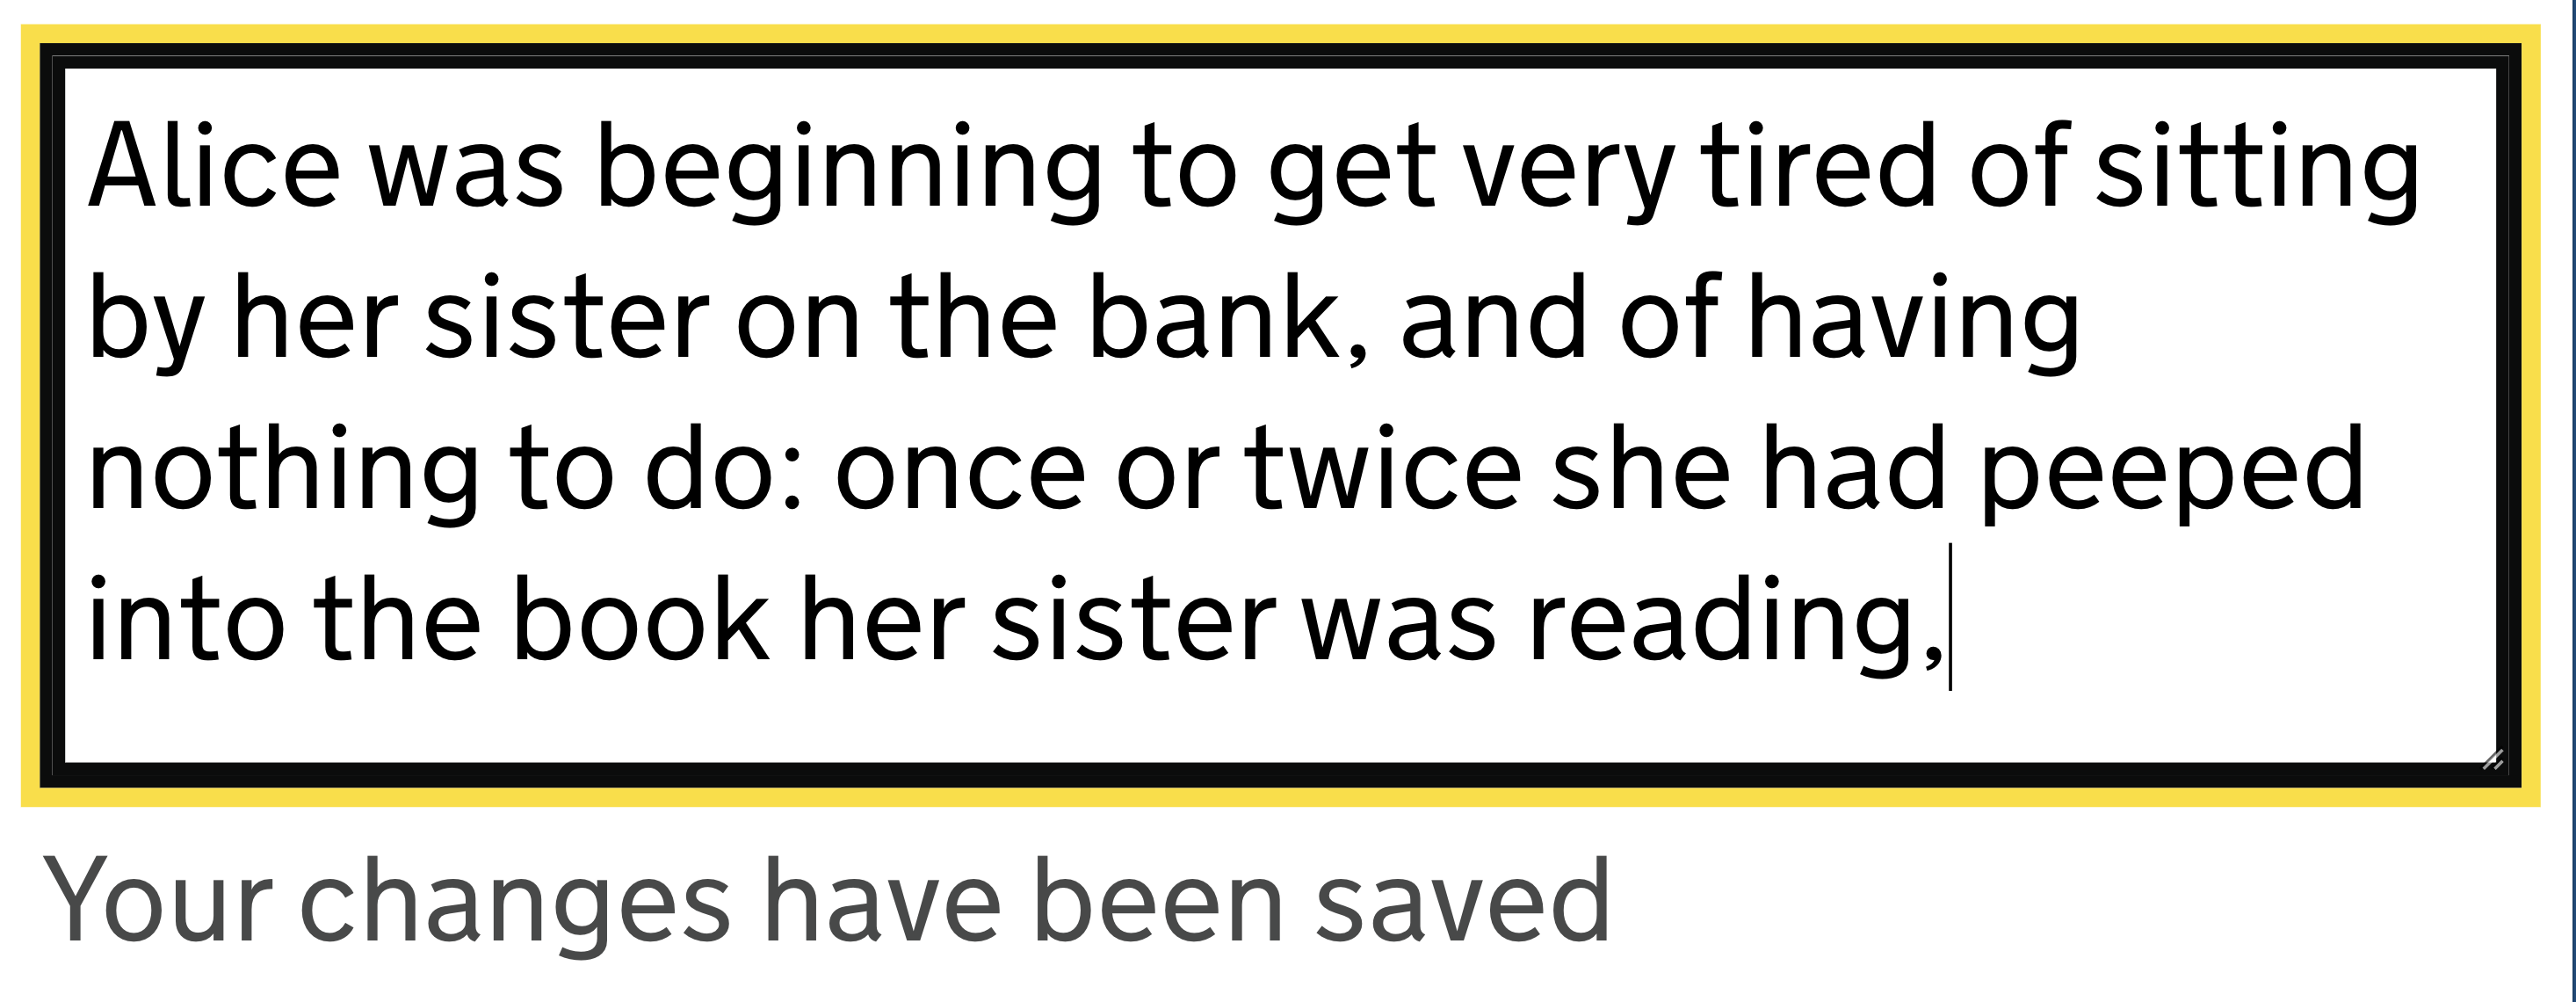 Alice was beginning to get very tired of sitting
by her sister on the bank, and of having
nothing to do: once or twice she had peeped
into the book her sister was reading,
Your changes have been saved